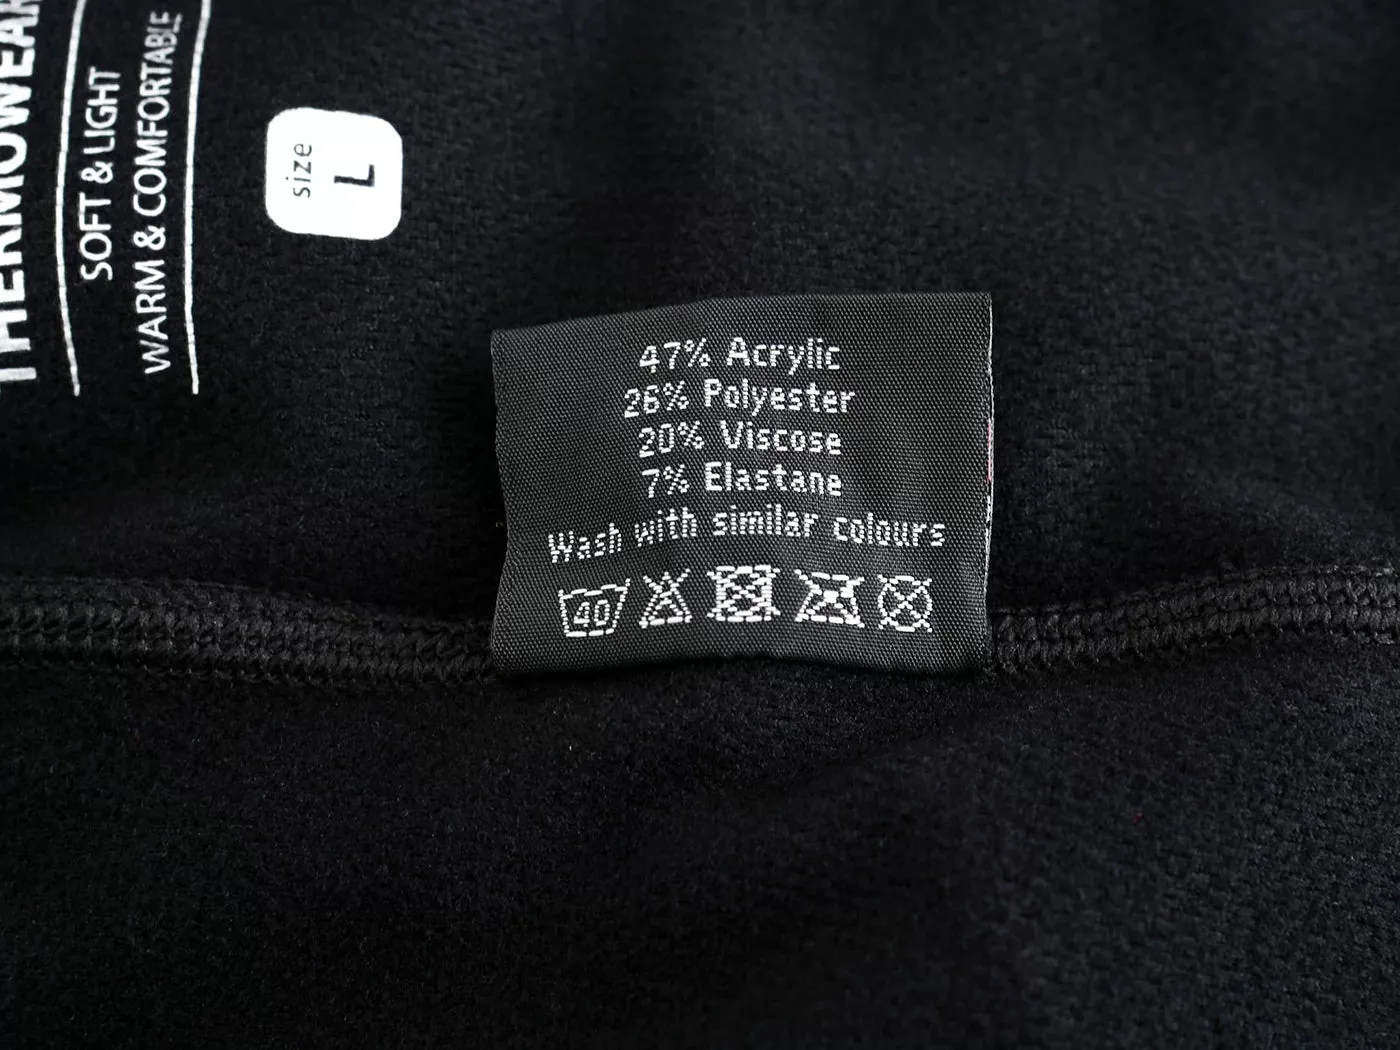 THERMOWEAR
SOFT & LIGHT
WARM & COMFORTABLE
size
L
47% Acrylic
26% Polyester
20% Viscose
7% Elastane
Wash with similar colours
40